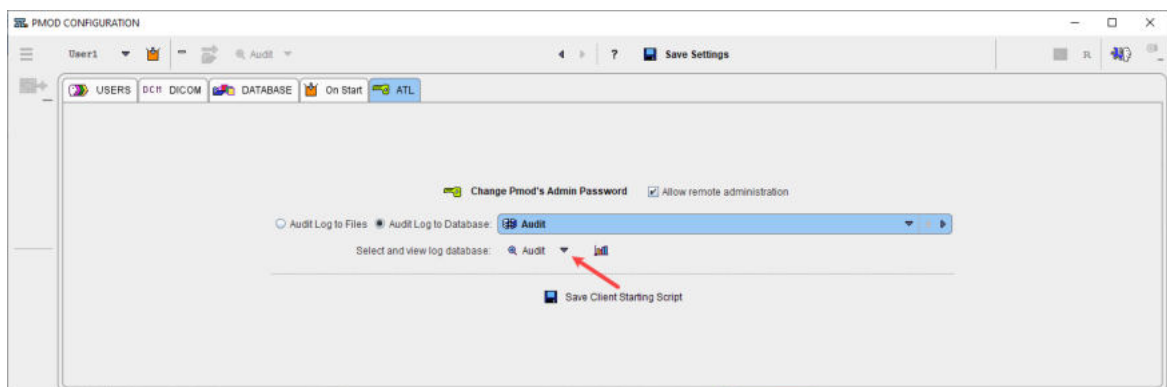 PMOD CONFIGURATION
User1 Audit ? Save Settings R
USERS DCM DICOM DATABASE On Start ATL
Change Pmod's Admin Password Allow remote administration
Audit Log to Files Audit Log to Database: Audit
Select and view log database: Audit
Save Client Starting Script